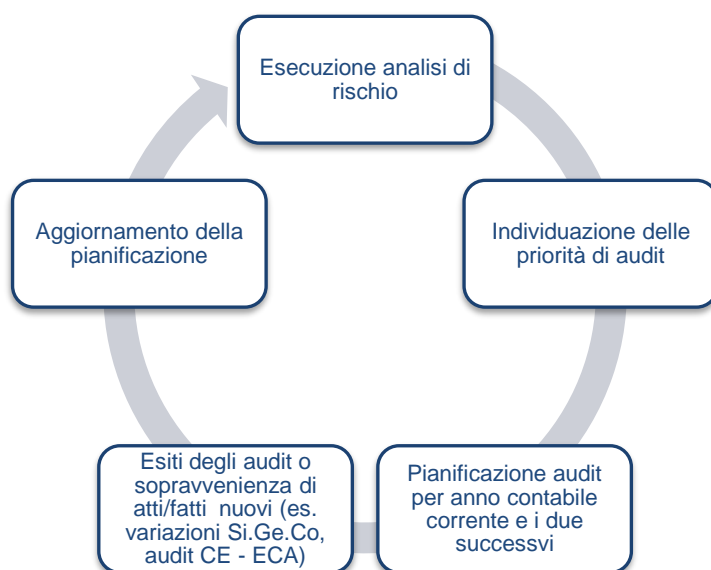 Esecuzione analisi di
rischio
Individuazione delle
priorità di audit
Pianificazione audit
per anno contabile
corrente e i due
successvi
Esiti degli audit o
sopravvenienza di
atti/fatti nuovi (es.
variazioni Si.Ge.Co,
audit CE - ECA)
Aggiornamento della
pianificazione